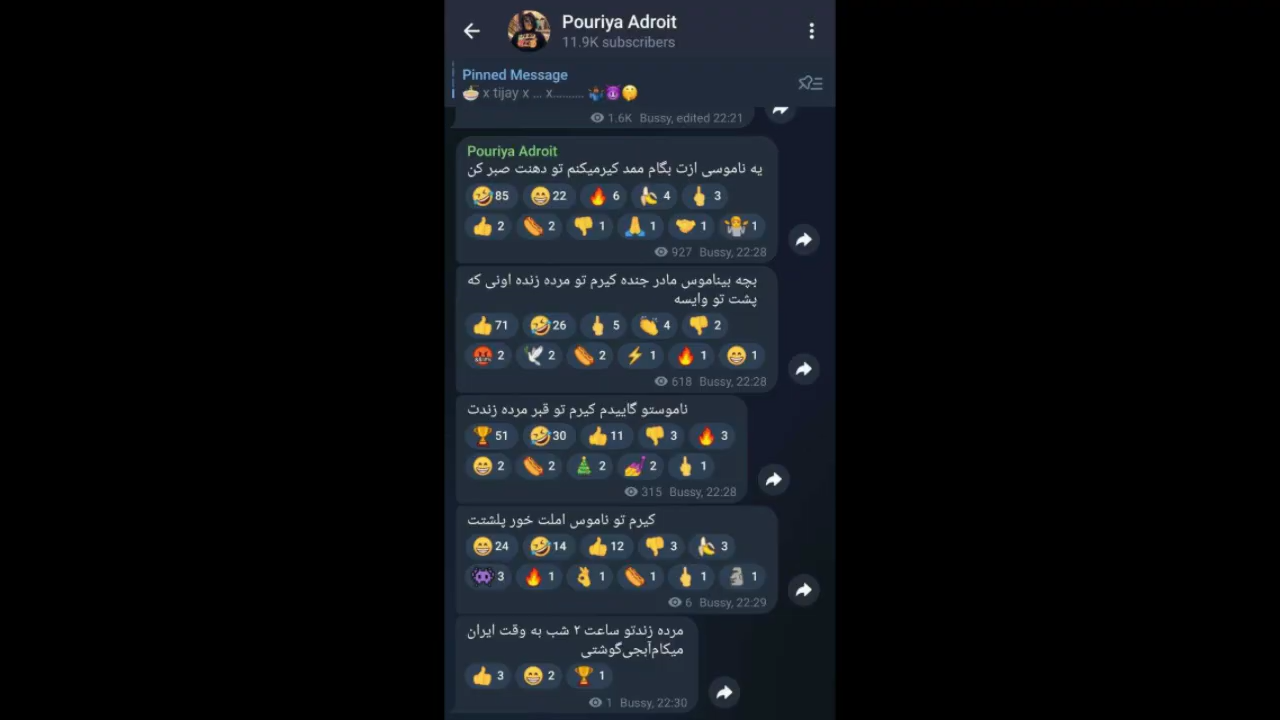 Pouriya Adroit
11.9K subscribers
Pinned Message
🍜 x tijay x ... x.......... 🤷🏿‍♂️😈🤫
1.6K Bussy, edited 22:21
Pouriya Adroit
یه ناموسی ازت بگام ممد کیرمیکنم تو دهنت صبر کن
🤣85 😁22 🔥6 🍌4 🖕3
👍2 🌭2 👎1 🙏1 🤝1 🤷1
927 Bussy, 22:28
بچه بیناموس مادر جنده کیرم تو مرده زنده اونی که
پشت تو وایسه
👍71 🤣26 🖕5 👏4 👎2
🤬2 🕊2 🌭2 ⚡1 🔥1 😁1
618 Bussy, 22:28
ناموستو گاییدم کیرم تو قبر مرده زندت
🏆51 🤣30 👍11 👎3 🔥3
😁2 🌭2 🎄2 💅2 🖕1
315 Bussy, 22:28
کیرم تو ناموس املت خور پلشتت
😁24 🤣14 👍12 👎3 🍌3
👾3 🔥1 👌1 🌭1 🖕1 🗿1
6 Bussy, 22:29
مرده زندتو ساعت ۲ شب به وقت ایران
میکام‌آبجی‌گوشتی
👍3 😁2 🏆1
1 Bussy, 22:30